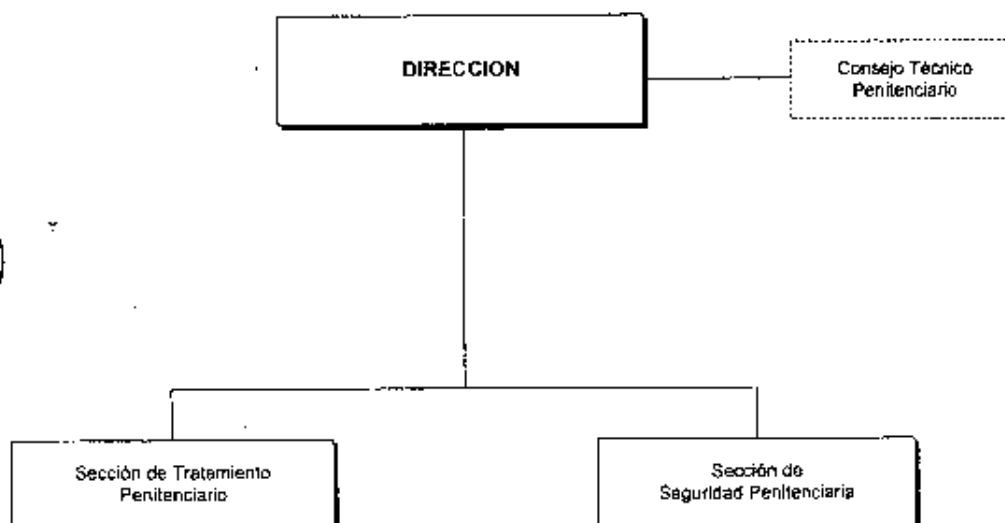 DIRECCION
Consejo Técnico
Penitenciario
Sección de Tratamiento
Penitenciario
Sección de
Seguridad Penitenciaria